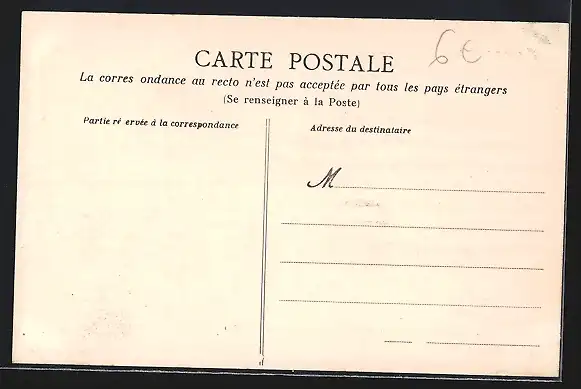 6€
CARTE POSTALE
La corres ondance au recto n'est pas acceptée par tous les pays étrangers
(Se renseigner à la Poste)
Partie ré ervée à la correspondance
Adresse du destinataire
M